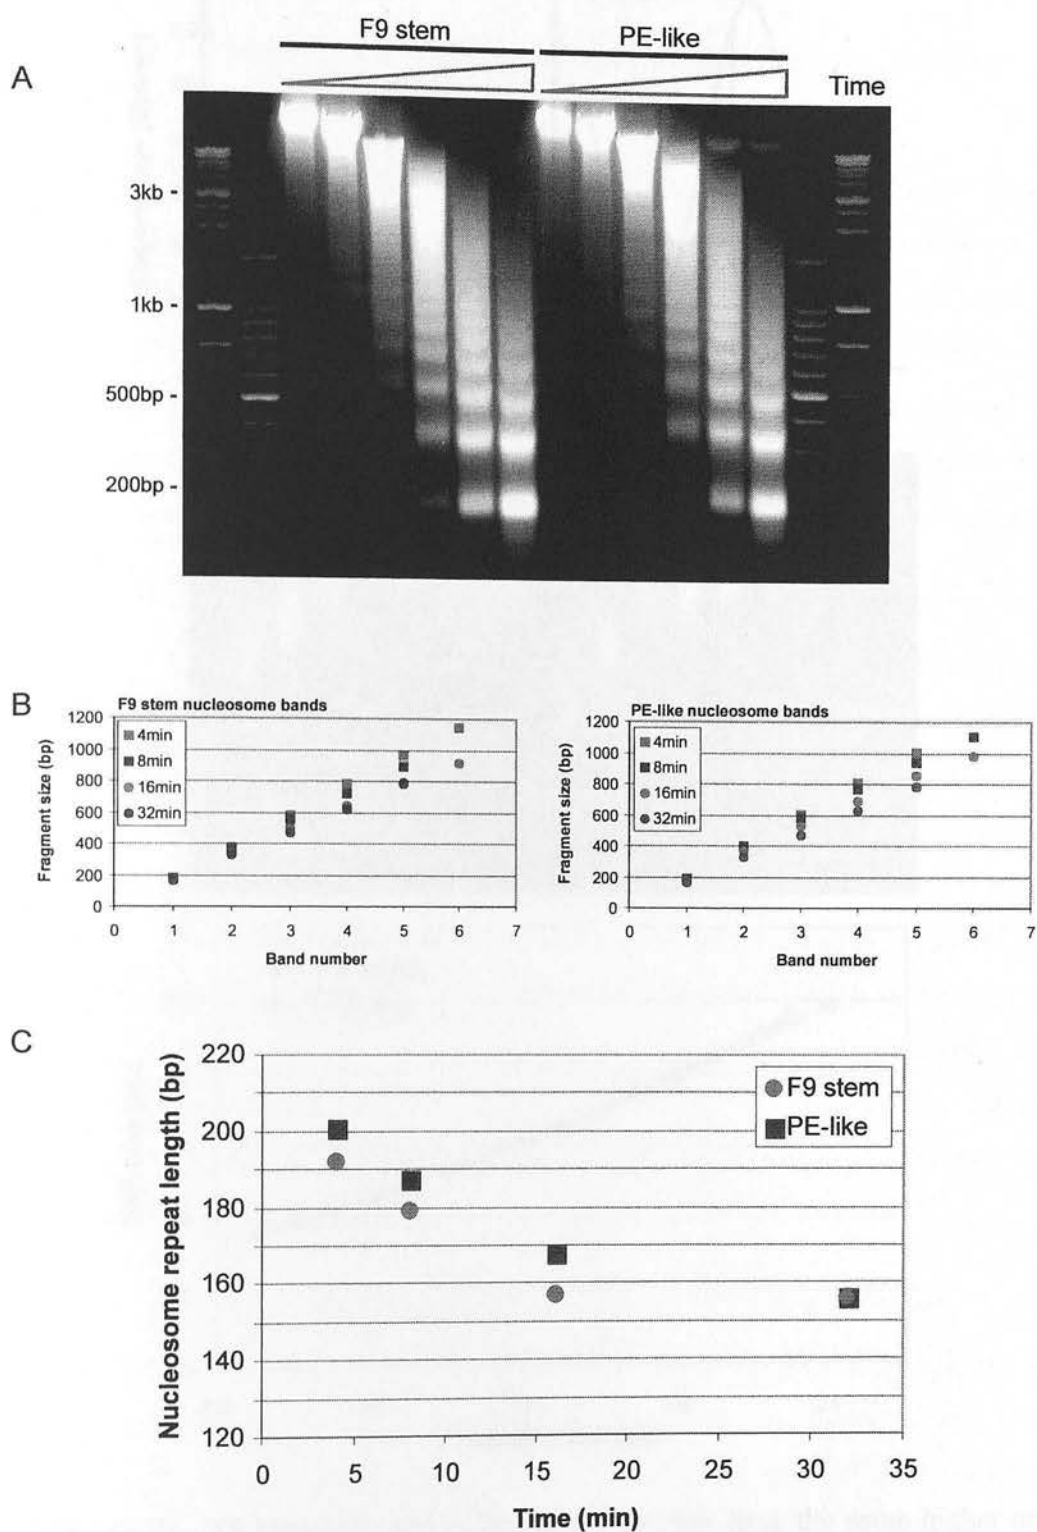 F9 stem PE-like
A
Time
3kb -
1kb -
500bp -
200bp -
B
F9 stem nucleosome bands
Fragment size (bp)
1200
1000
800
600
400
200
0
4min
8min
16min
32min
0 1 2 3 4 5 6 7
Band number
PE-like nucleosome bands
Fragment size (bp)
1200
1000
800
600
400
200
0
4min
8min
16min
32min
0 1 2 3 4 5 6 7
Band number
C
Nucleosome repeat length (bp)
220
200
180
160
140
120
F9 stem
PE-like
0 5 10 15 20 25 30 35
Time (min)